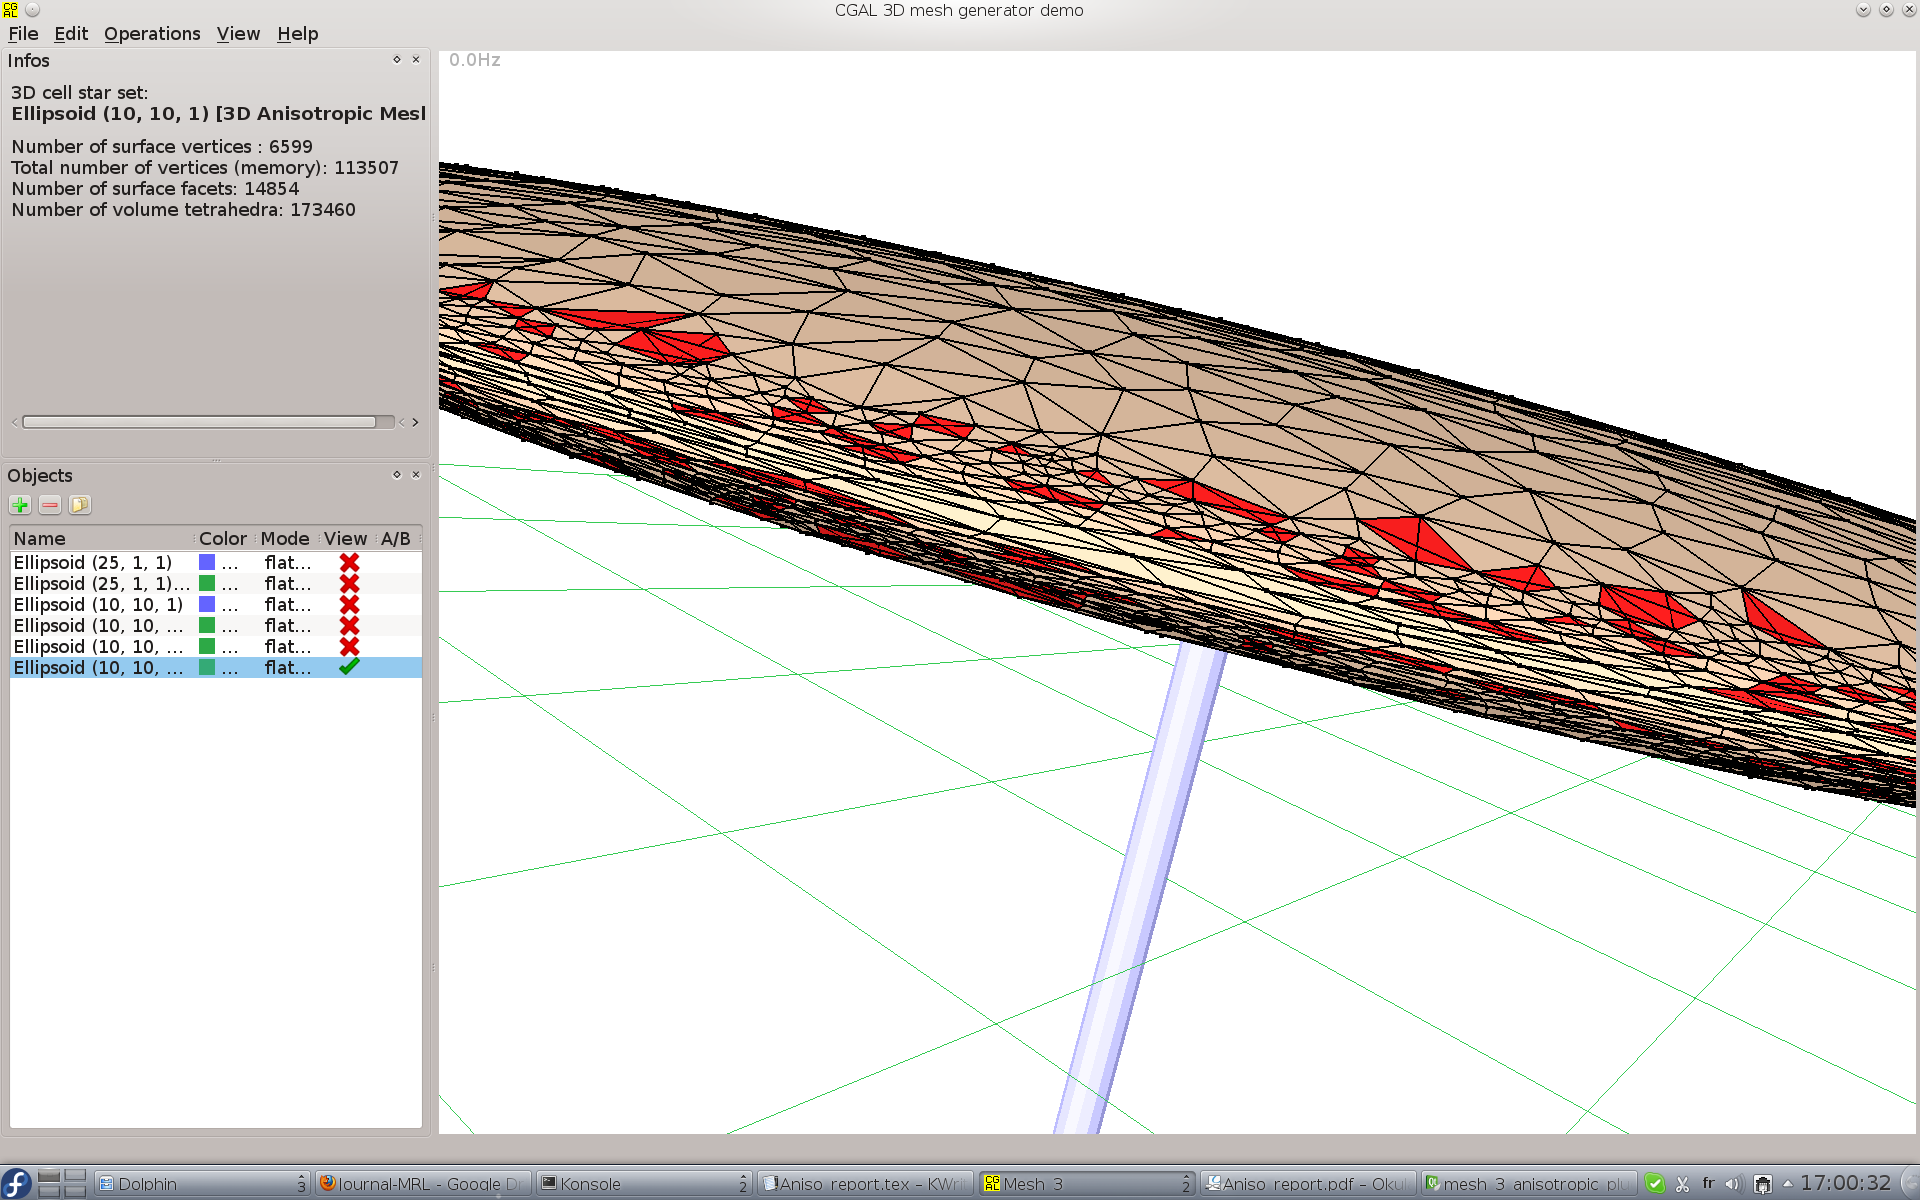 CGAL
CGAL 3D mesh generator demo
File Edit Operations View Help
Infos
3D cell star set:
Ellipsoid (10, 10, 1) [3D Anisotropic Mesl
Number of surface vertices : 6599
Total number of vertices (memory): 113507
Number of surface facets: 14854
Number of volume tetrahedra: 173460
Objects
Name Color Mode View A/B
Ellipsoid (25, 1, 1) ... flat...
Ellipsoid (25, 1, 1)... ... flat...
Ellipsoid (10, 10, 1) ... flat...
Ellipsoid (10, 10, ... ... flat...
Ellipsoid (10, 10, ... ... flat...
Ellipsoid (10, 10, ... ... flat...
0.0Hz
Dolphin 3 Journal-MRL - Google Dr Konsole 2 Aniso_report.tex – KWri CGAL Mesh_3 2 Aniso_report.pdf – Oku mesh_3_anisotropic_plu fr 17:00:32